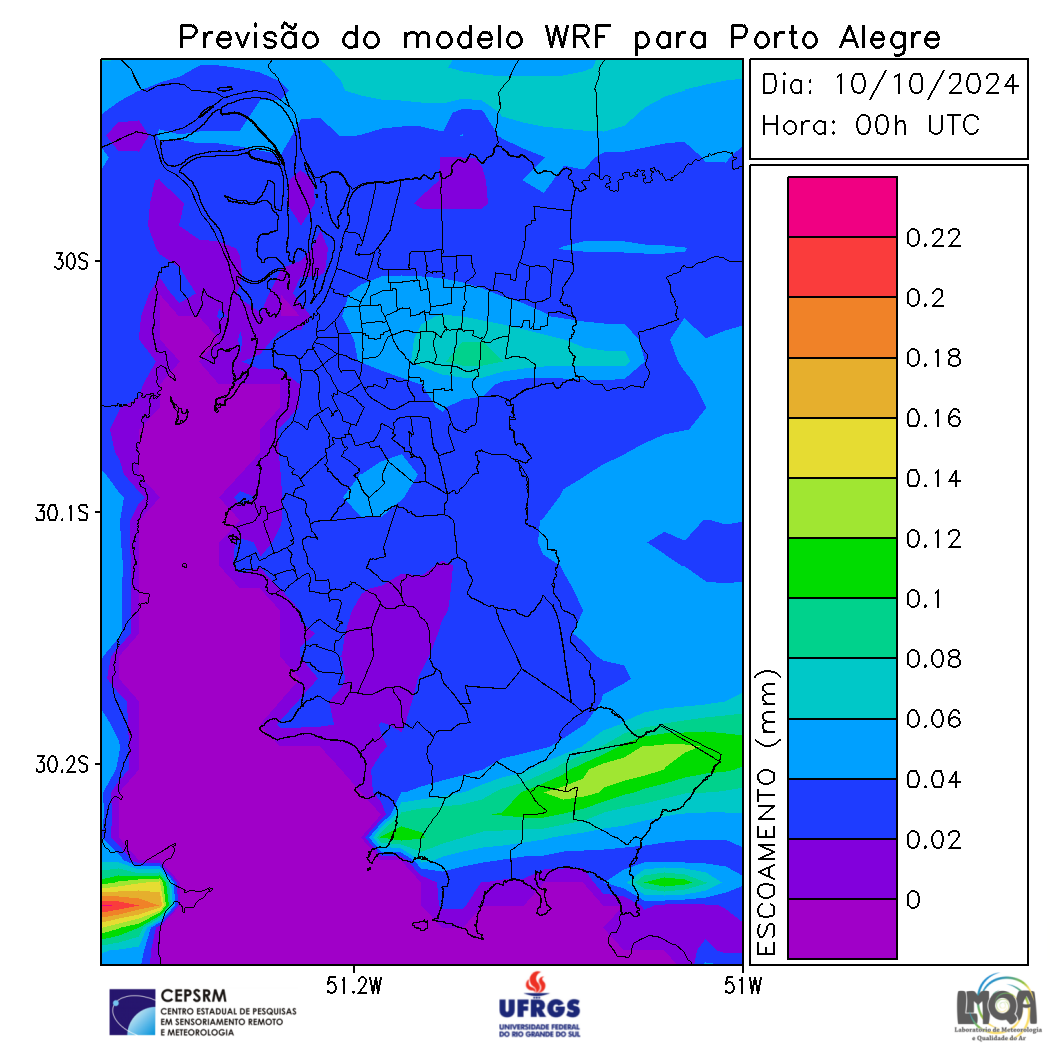 Previsão do modelo WRF para Porto Alegre
Dia: 10/10/2024
Hora: 00h UTC
30S
30.1S
30.2S
51.2W
51W
ESCOAMENTO (mm)
0.22
0.2
0.18
0.16
0.14
0.12
0.1
0.08
0.06
0.04
0.02
0
CEPSRM
CENTRO ESTADUAL DE PESQUISAS
EM SENSORIAMENTO REMOTO
E METEOROLOGIA
UFRGS
UNIVERSIDADE FEDERAL
DO RIO GRANDE DO SUL
LMQA
Laboratório de Meteorologia
e Qualidade do Ar